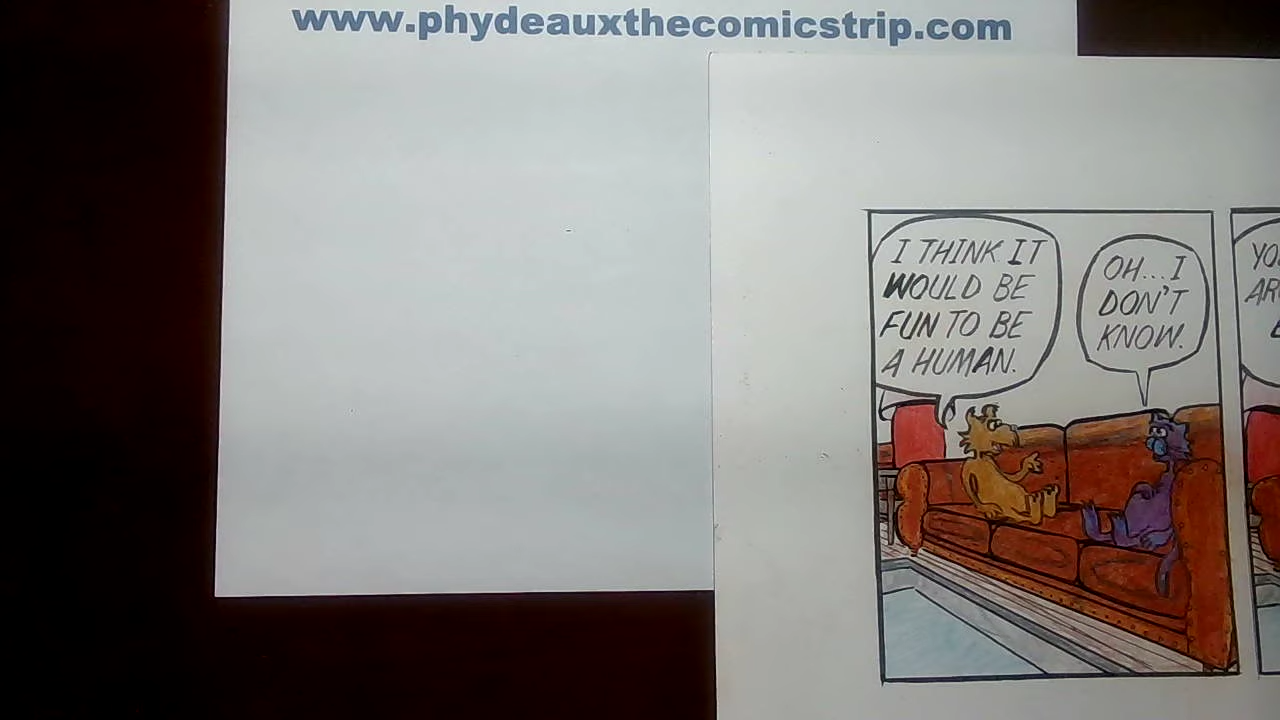 www.phydeauxthecomicstrip.com
I THINK IT
WOULD BE
FUN TO BE
A HUMAN.
OH...I
DON'T
KNOW.